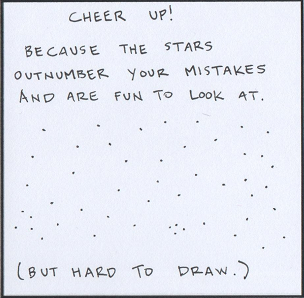 CHEER UP!
BECAUSE THE STARS
OUTNUMBER YOUR MISTAKES
AND ARE FUN TO LOOK AT.
(BUT HARD TO DRAW.)